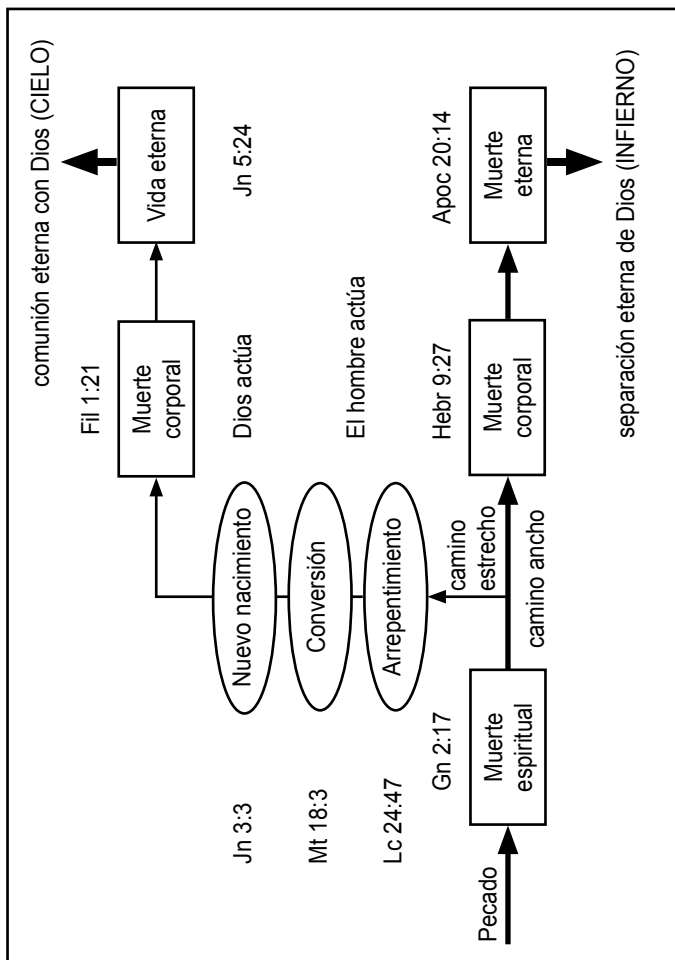 comunión eterna con Dios (CIELO)
Vida eterna
Jn 5:24
Fil 1:21
Muerte
corporal
Dios actúa
El hombre actúa
Jn 3:3
Nuevo nacimiento
Mt 18:3
Conversión
Lc 24:47
Arrepentimiento
camino
estrecho
camino ancho
Pecado
Gn 2:17
Muerte
espiritual
Hebr 9:27
Muerte
corporal
Apoc 20:14
Muerte
eterna
separación eterna de Dios (INFIERNO)